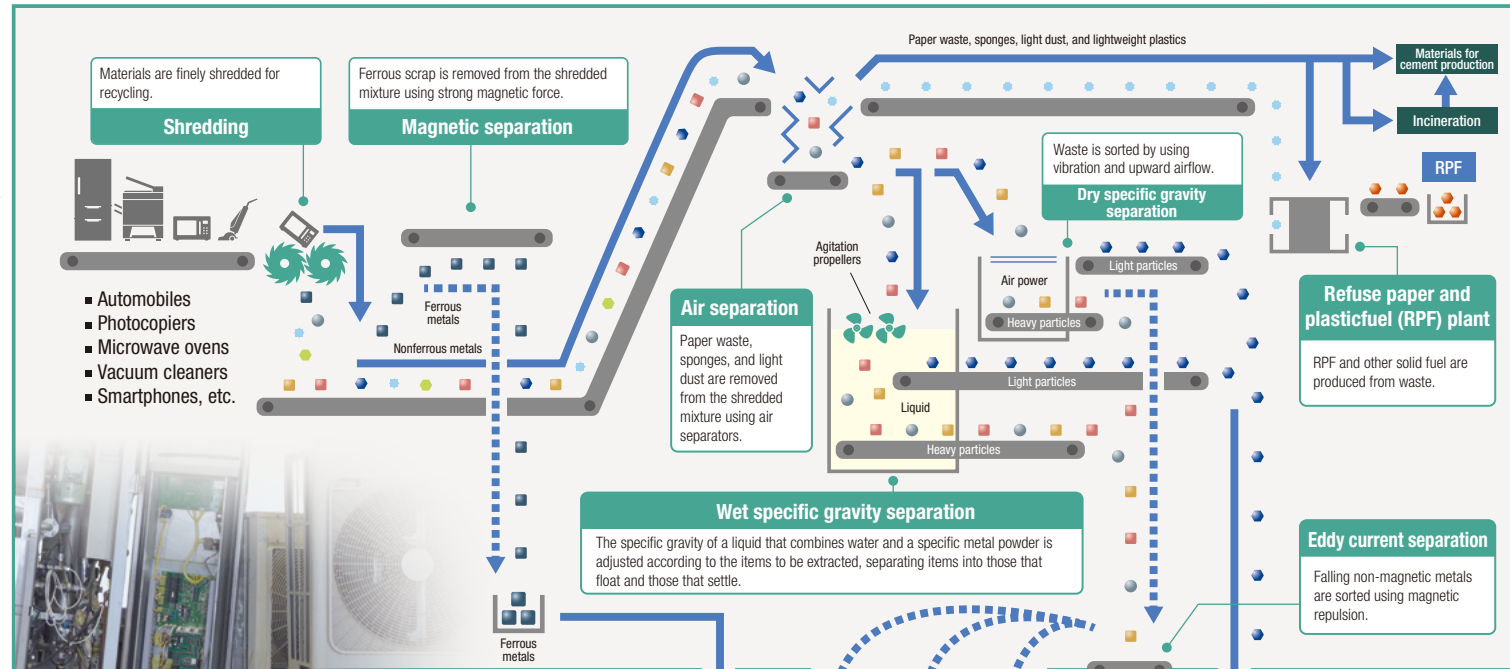 Paper waste, sponges, light dust, and lightweight plastics
Materials for
cement production
Incineration
RPF
Materials are finely shredded for
recycling.
Shredding
Ferrous scrap is removed from the shredded
mixture using strong magnetic force.
Magnetic separation
Waste is sorted by using
vibration and upward airflow.
Dry specific gravity
separation
Agitation
propellers
Air power
Light particles
Heavy particles
■ Automobiles
■ Photocopiers
■ Microwave ovens
■ Vacuum cleaners
■ Smartphones, etc.
Ferrous
metals
Nonferrous metals
Air separation
Paper waste,
sponges, and light
dust are removed
from the shredded
mixture using air
separators.
Light particles
Liquid
Heavy particles
Refuse paper and
plasticfuel (RPF) plant
RPF and other solid fuel are
produced from waste.
Wet specific gravity separation
The specific gravity of a liquid that combines water and a specific metal powder is
adjusted according to the items to be extracted, separating items into those that
float and those that settle.
Eddy current separation
Falling non-magnetic metals
are sorted using magnetic
repulsion.
Ferrous
metals